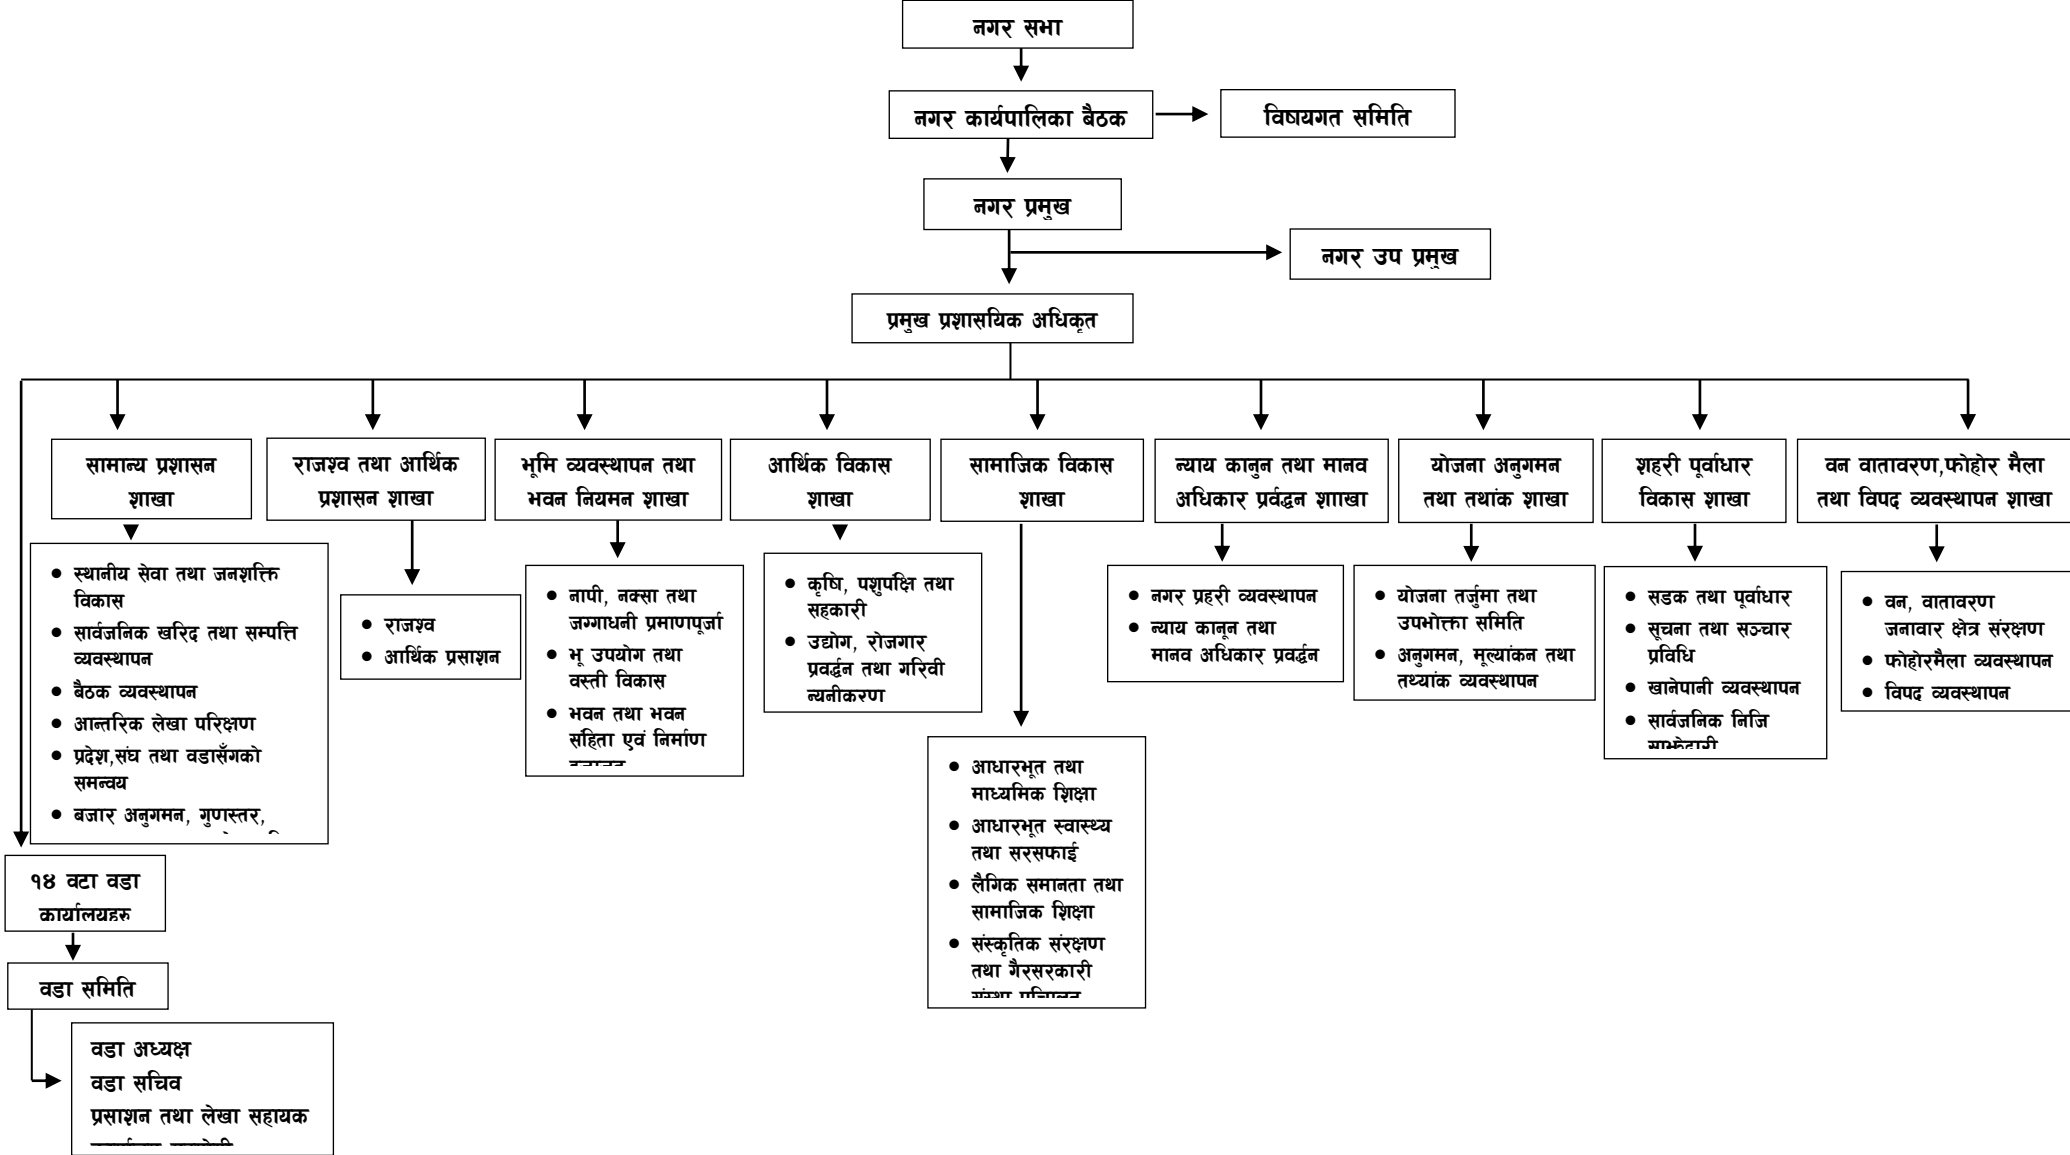 नगर सभा
नगर कार्यपालिका बैठक
विषयगत समिति
नगर प्रमुख
नगर उप प्रमुख
प्रमुख प्रशासयिक अधिकृत
सामान्य प्रशासन
शाखा
राजश्व तथा आर्थिक
प्रशासन शाखा
भूमि व्यवस्थापन तथा
भवन नियमन शाखा
आर्थिक विकास
शाखा
सामाजिक विकास
शाखा
न्याय कानुन तथा मानव
अधिकार प्रर्वद्धन शााखा
योजना अनुगमन
तथा तथांक शाखा
शहरी पूर्वाधार
विकास शाखा
वन वातावरण,फोहोर मैला
तथा विपद व्यवस्थापन शाखा
• स्थानीय सेवा तथा जनशक्ति
विकास
• सार्वजनिक खरिद तथा सम्पत्ति
व्यवस्थापन
• बैठक व्यवस्थापन
• आन्तरिक लेखा परिक्षण
• प्रदेश,संघ तथा वडासँगको
समन्वय
• बजार अनुगमन, गुणस्तर,
• राजश्व
• आर्थिक प्रसाशन
• नापी, नक्सा तथा
जग्गाधनी प्रमाणपूर्जा
• भू उपयोग तथा
वस्ती विकास
• भवन तथा भवन
संहिता एवं निर्माण
• कृषि, पशुपंक्षि तथा
सहकारी
• उद्योग, रोजगार
प्रवर्द्धन तथा गरिवी
न्यूनीकरण
• आधारभूत तथा
माध्यमिक शिक्षा
• आधारभूत स्वास्थ्य
तथा सरसफाई
• लैगिक समानता तथा
सामाजिक शिक्षा
• संस्कृतिक संरक्षण
तथा गैरसरकारी
संस्था
• नगर प्रहरी व्यवस्थापन
• न्याय कानून तथा
मानव अधिकार प्रवर्द्धन
• योजना तर्जुमा तथा
उपभोक्ता समिति
• अनुगमन, मूल्यांकन तथा
तथ्यांक व्यवस्थापन
• सडक तथा पूर्वाधार
• सूचना तथा सञ्चार
प्रविधि
• खानेपानी व्यवस्थापन
• सार्वजनिक निजि
साझेदारी
• वन, वातावरण
जनावार क्षेत्र संरक्षण
• फोहोरमैला व्यवस्थापन
• विपद व्यवस्थापन
१४ वटा वडा
कार्यालयहरु
वडा समिति
वडा अध्यक्ष
वडा सचिव
प्रसाशन तथा लेखा सहायक